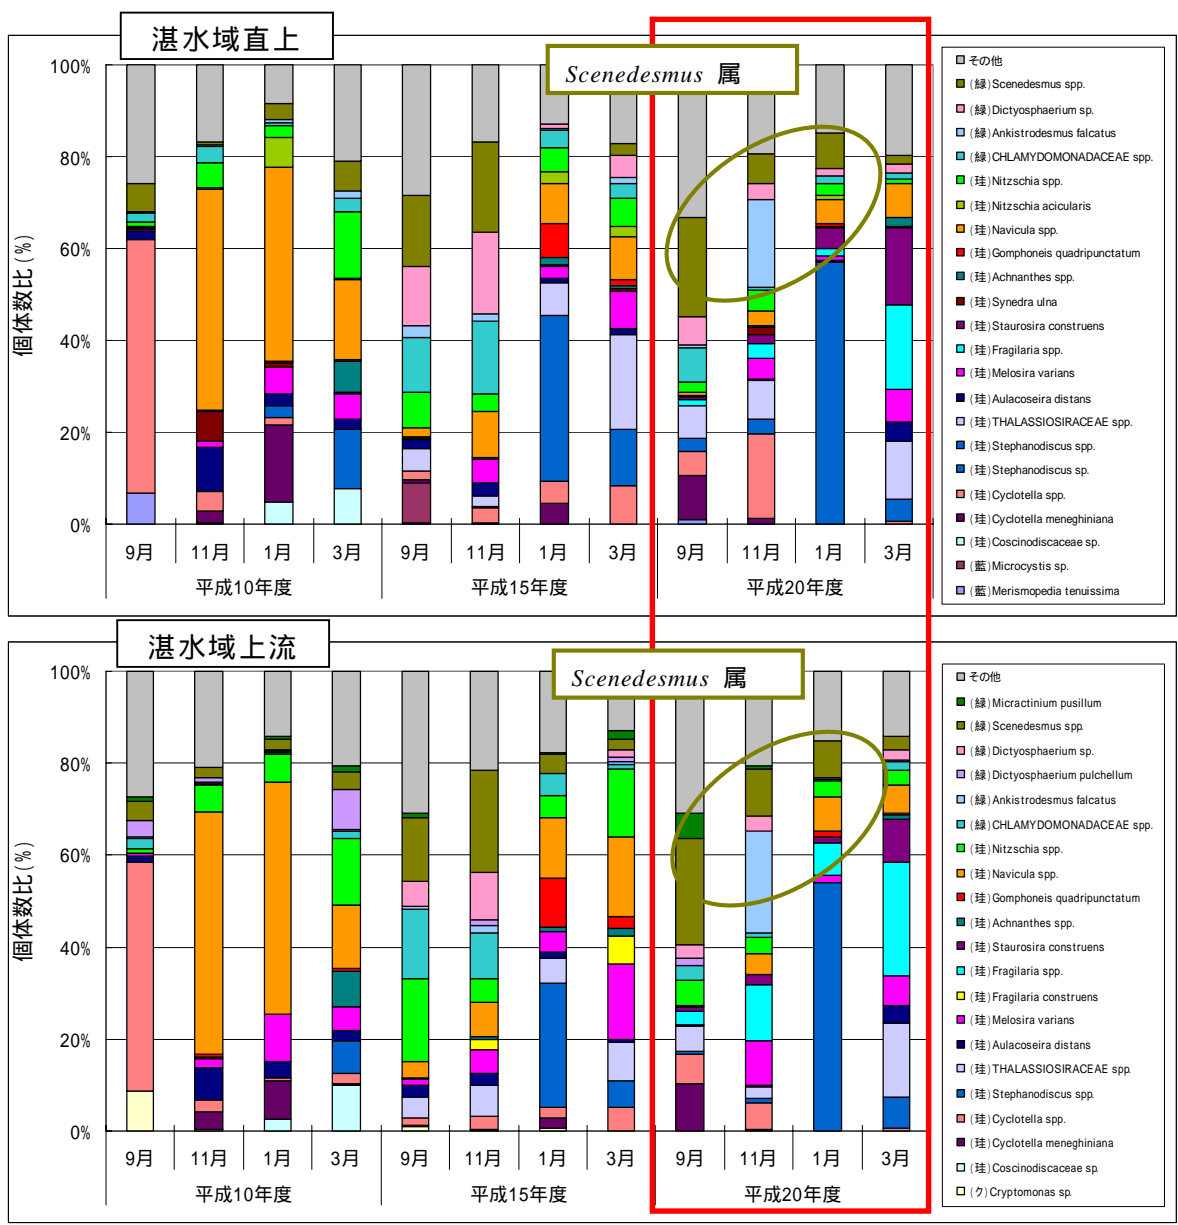 湛水域直上
Scenedesmus 属
個体数比(%)
100%
80%
60%
40%
20%
0%
9月 11月 1月 3月 9月 11月 1月 3月 9月 11月 1月 3月
平成10年度 平成15年度 平成20年度
その他
(緑)Scenedesmus spp.
(緑)Dictyosphaerium sp.
(緑)Ankistrodesmus falcatus
(緑)CHLAMYDOMONADACEAE spp.
(珪)Nitzschia spp.
(珪)Nitzschia acicularis
(珪)Navicula spp.
(珪)Gomphoneis quadripunctatum
(珪)Achnanthes spp.
(珪)Synedra ulna
(珪)Staurosira construens
(珪)Fragilaria spp.
(珪)Melosira varians
(珪)Aulacoseira distans
(珪)THALASSIOSIRACEAE spp.
(珪)Stephanodiscus spp.
(珪)Stephanodiscus sp.
(珪)Cyclotella spp.
(珪)Cyclotella meneghiniana
(珪)Coscinodiscaceae sp.
(藍)Microcystis sp.
(藍)Merismopedia tenuissima
湛水域上流
Scenedesmus 属
個体数比(%)
100%
80%
60%
40%
20%
0%
9月 11月 1月 3月 9月 11月 1月 3月 9月 11月 1月 3月
平成10年度 平成15年度 平成20年度
その他
(緑)Micractinium pusillum
(緑)Scenedesmus spp.
(緑)Dictyosphaerium sp.
(緑)Dictyosphaerium pulchellum
(緑)Ankistrodesmus falcatus
(緑)CHLAMYDOMONADACEAE spp.
(珪)Nitzschia spp.
(珪)Navicula spp.
(珪)Gomphoneis quadripunctatum
(珪)Achnanthes spp.
(珪)Staurosira construens
(珪)Fragilaria spp.
(珪)Fragilaria construens
(珪)Melosira varians
(珪)Aulacoseira distans
(珪)THALASSIOSIRACEAE spp.
(珪)Stephanodiscus spp.
(珪)Cyclotella spp.
(珪)Cyclotella meneghiniana
(珪)Coscinodiscaceae sp.
(ク)Cryptomonas sp.